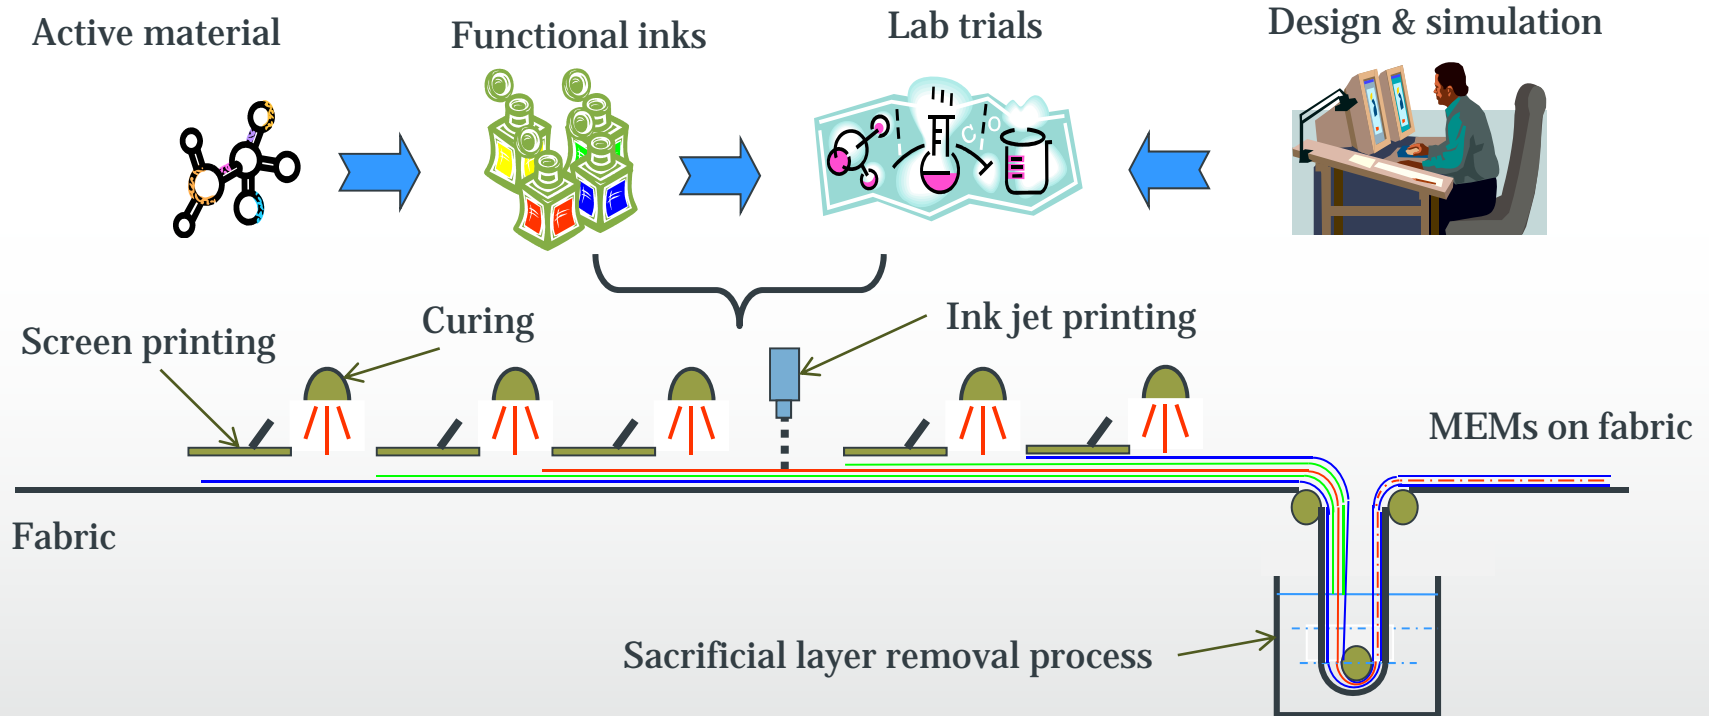 Active material
Functional inks
Lab trials
Design & simulation
Screen printing
Curing
Ink jet printing
MEMs on fabric
Fabric
Sacrificial layer removal process